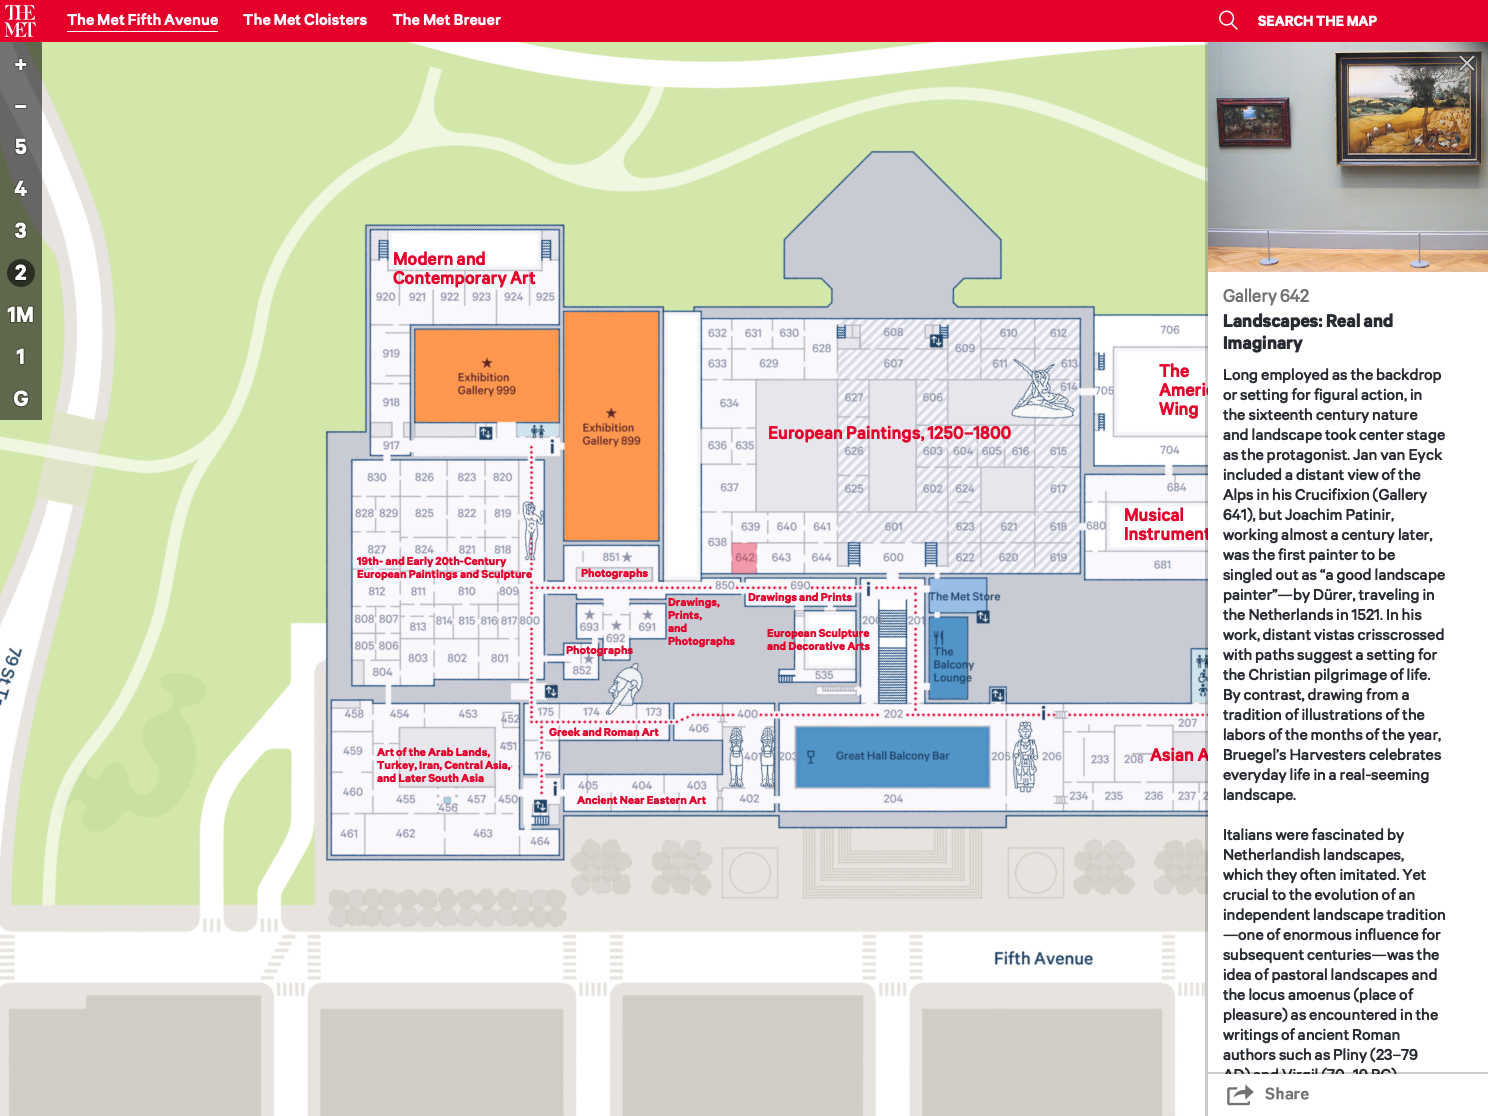 THE
MET
The Met Fifth Avenue
The Met Cloisters
The Met Breuer
SEARCH THE MAP
+
–
5
4
3
2
1M
1
G
Modern and
Contemporary Art
920 921 922 923 924 925
919
918
917
Exhibition
Gallery 999
Exhibition
Gallery 899
632 631 630 608 610 612
628 609
633 629 607 611 613
614
634 627 606
European Paintings, 1250–1800
636 635 626 603 604 605 616 615
637 625 602 624 617
639 640 641 601 623 621 618
638
642 643 644 600 622 620 619
706
705
The
Ameri
Wing
704
684
680
Musical
Instrument
681
830 826 823 820
828 829 825 822 819
827 824 821 818
19th- and Early 20th-Century
European Paintings and Sculpture
812 811 810 809
808 807 813 814 815 816 817 800
805 806 803 802 801
804
851
Photographs
850 690
Drawings and Prints
Drawings,
Prints,
and
Photographs
693 692 691
Photographs
852
European Sculpture
and Decorative Arts
535
200 201
The Met Store
The
Balcony
Lounge
458 454 453 452
459 451
Art of the Arab Lands,
Turkey, Iran, Central Asia,
and Later South Asia
460 455 456 457 450
461 462 463 464
175 174 173
Greek and Roman Art
176
406 400 202
405 404 403
Ancient Near Eastern Art
401 402 203
Great Hall Balcony Bar
204
205 206
207
233 208
Asian A
234 235 236 237 2
79 St T
Fifth Avenue
Gallery 642
Landscapes: Real and
Imaginary
Long employed as the backdrop
or setting for figural action, in
the sixteenth century nature
and landscape took center stage
as the protagonist. Jan van Eyck
included a distant view of the
Alps in his Crucifixion (Gallery
641), but Joachim Patinir,
working almost a century later,
was the first painter to be
singled out as “a good landscape
painter”—by Dürer, traveling in
the Netherlands in 1521. In his
work, distant vistas crisscrossed
with paths suggest a setting for
the Christian pilgrimage of life.
By contrast, drawing from a
tradition of illustrations of the
labors of the months of the year,
Bruegel’s Harvesters celebrates
everyday life in a real-seeming
landscape.
Italians were fascinated by
Netherlandish landscapes,
which they often imitated. Yet
crucial to the evolution of an
independent landscape tradition
—one of enormous influence for
subsequent centuries—was the
idea of pastoral landscapes and
the locus amoenus (place of
pleasure) as encountered in the
writings of ancient Roman
authors such as Pliny (23–79
AD) and Virgil (70–19 BC)
Share